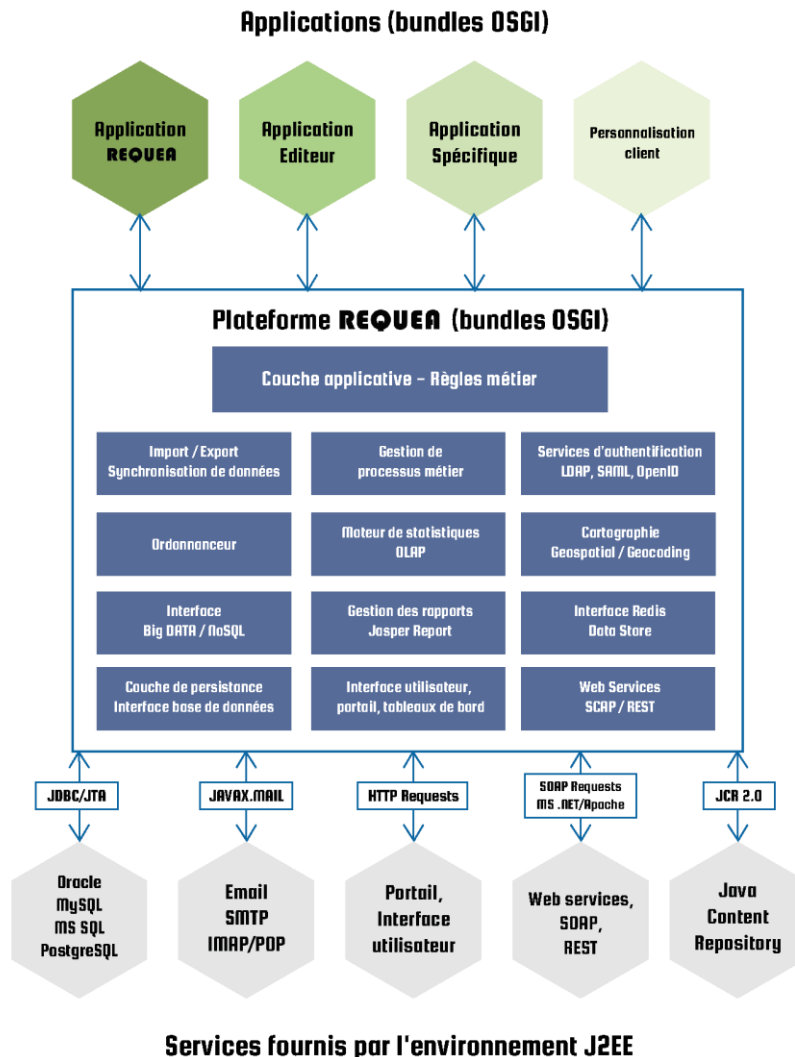 Applications (bundles OSGI)
Application
REQUEA
Application
Editeur
Application
Spécifique
Personnalisation
client
Plateforme REQUEA (bundles OSGI)
Couche applicative - Règles métier
Import / Export
Synchronisation de données
Gestion de
processus métier
Services d'authentification
LDAP, SAML, OpenID
Ordonnanceur
Moteur de statistiques
OLAP
Cartographie
Geospatial / Geocoding
Interface
Big DATA / NoSQL
Gestion des rapports
Jasper Report
Interface Redis
Data Store
Couche de persistance
Interface base de données
Interface utilisateur,
portail, tableaux de bord
Web Services
SCAP / REST
JDBC/JTA
JAVAX.MAIL
HTTP Requests
SOAP Requests
MS .NET/Apache
JCR 2.0
Oracle
MySQL
MS SQL
PostgreSQL
Email
SMTP
IMAP/POP
Portail,
Interface
utilisateur
Web services,
SOAP,
REST
Java
Content
Repository
Services fournis par l'environnement J2EE